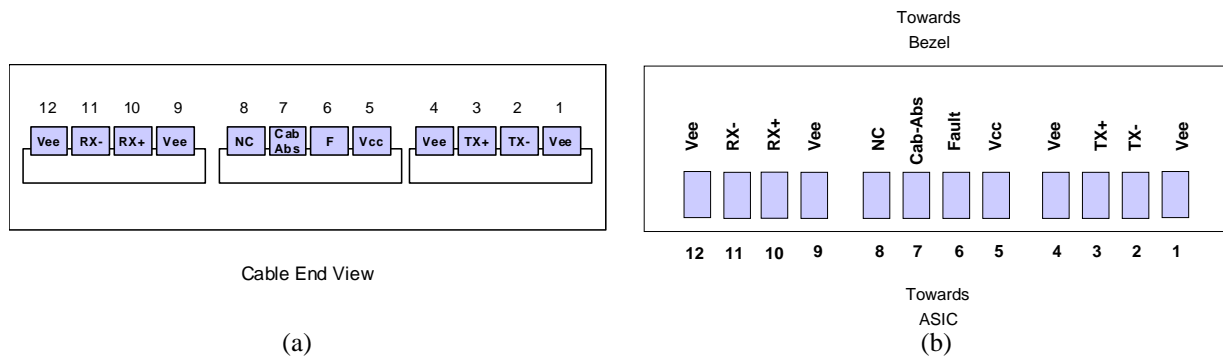 12 11 10 9 8 7 6 5 4 3 2 1
Vee RX- RX+ Vee NC Cab Abs F Vcc Vee TX+ TX- Vee
Cable End View
(a)
Towards
Bezel
Vee RX- RX+ Vee NC Cab-Abs Fault Vcc Vee TX+ TX- Vee
12 11 10 9 8 7 6 5 4 3 2 1
Towards
ASIC
(b)